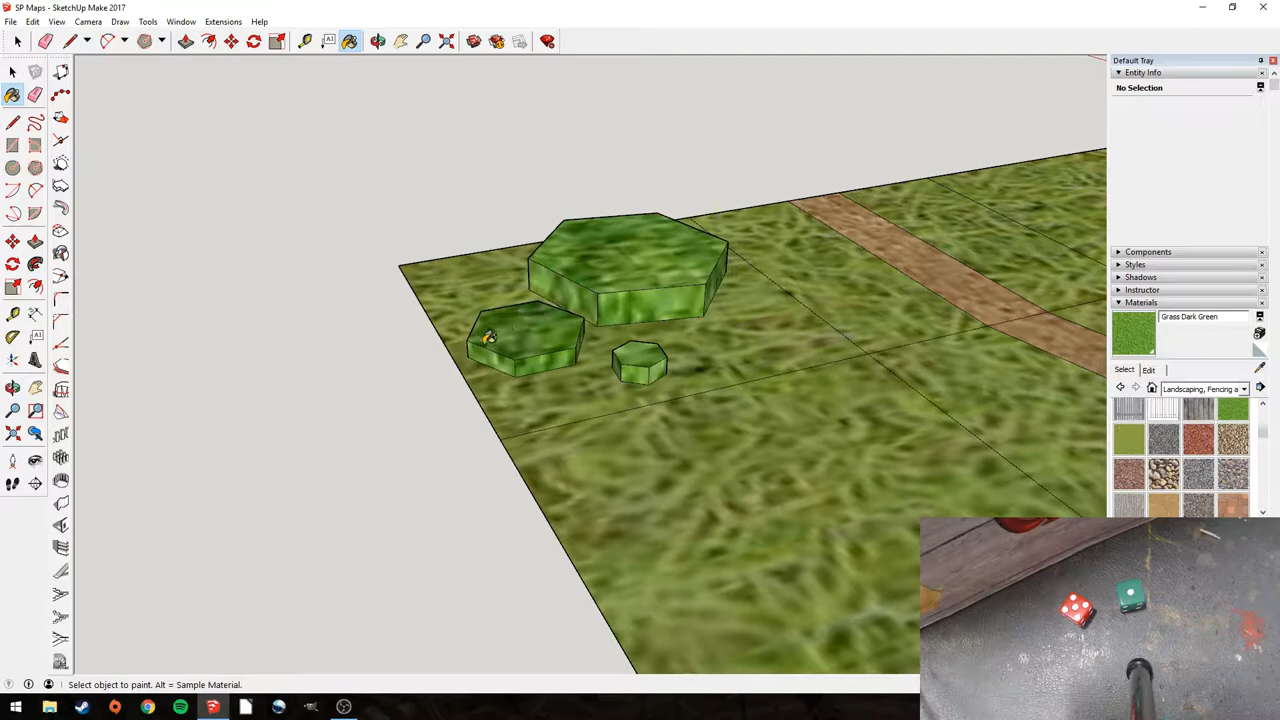 SP Maps - SketchUp Make 2017
File Edit View Camera Draw Tools Window Extensions Help
Default Tray
Entity Info
No Selection
Components
Styles
Shadows
Instructor
Materials
Grass Dark Green
Select Edit
Landscaping, Fencing a
Select object to paint. Alt = Sample Material.